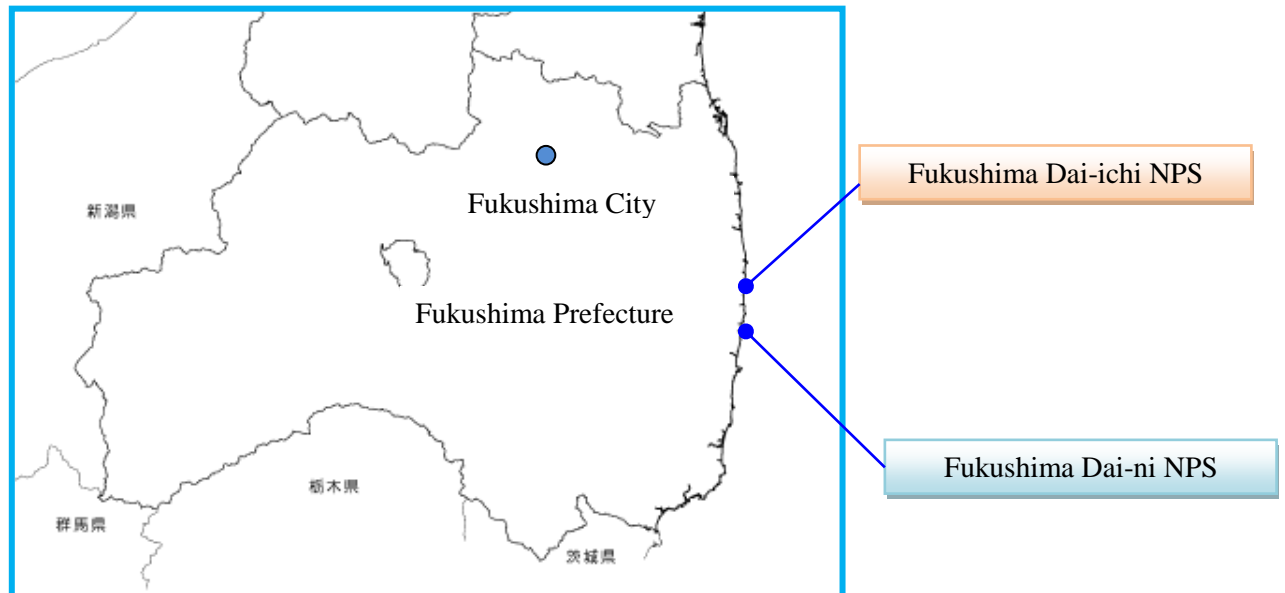 Fukushima Dai-ichi NPS
Fukushima City
新潟県
Fukushima Prefecture
Fukushima Dai-ni NPS
栃木県
群馬県
茨城県